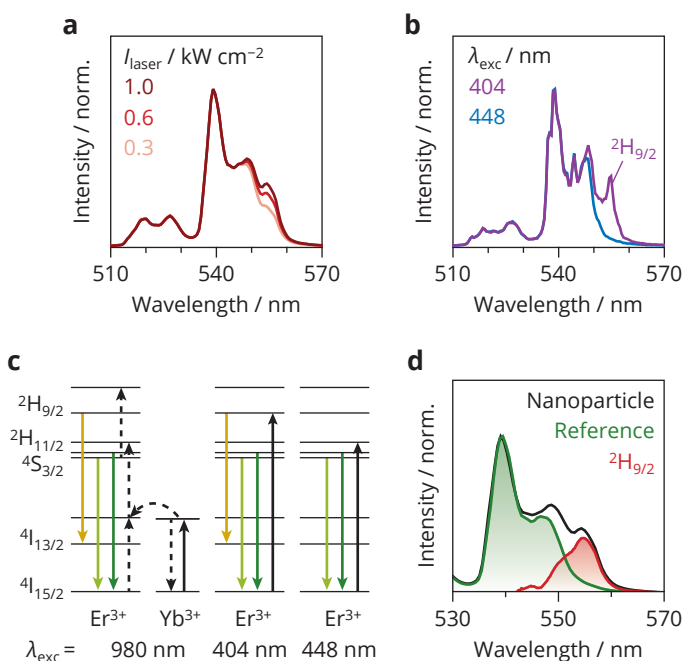 a
I_laser / kW cm⁻²
1.0
0.6
0.3
Intensity / norm.
510 540 570
Wavelength / nm
b
λ_exc / nm
404
448
²H₉/₂
Intensity / norm.
510 540 570
Wavelength / nm
c
²H₉/₂
²H₁₁/₂
⁴S₃/₂
⁴I₁₃/₂
⁴I₁₅/₂
Er³⁺ Yb³⁺ Er³⁺ Er³⁺
λ_exc = 980 nm 404 nm 448 nm
d
Nanoparticle
Reference
²H₉/₂
Intensity / norm.
530 550 570
Wavelength / nm